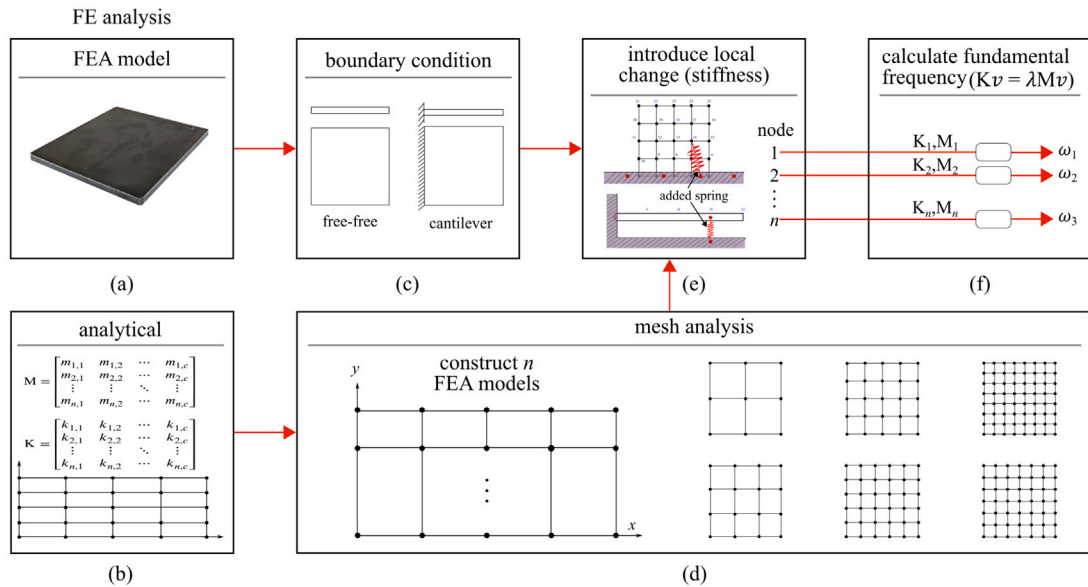 FE analysis
FEA model
(a)
boundary condition
free-free
cantilever
(c)
introduce local
change (stiffness)
added spring
node
1
2
⋮
n
(e)
calculate fundamental
frequency(Kv = λMv)
K₁,M₁
ω₁
K₂,M₂
ω₂
Kₙ,Mₙ
ω₃
(f)
analytical
M = [m₁,₁ m₁,₂ ⋯ m₁,c
m₂,₁ m₂,₂ ⋯ m₂,c
⋮ ⋮ ⋱ ⋮
mₙ,₁ mₙ,₂ ⋯ mₙ,c]
K = [k₁,₁ k₁,₂ ⋯ k₁,c
k₂,₁ k₂,₂ ⋯ k₂,c
⋮ ⋮ ⋱ ⋮
kₙ,₁ kₙ,₂ ⋯ kₙ,c]
(b)
mesh analysis
construct n
FEA models
y
⋮
x
(d)